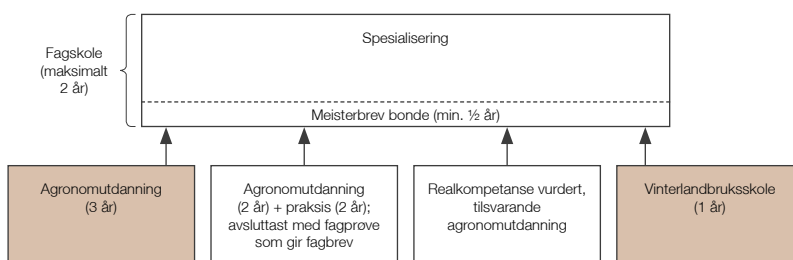 Fagskole
(maksimalt
2 år)
Spesialisering
Meisterbrev bonde (min. ½ år)
Agronomutdanning
(3 år)
Agronomutdanning
(2 år) + praksis (2 år);
avsluttast med fagprøve
som gir fagbrev
Realkompetanse vurdert,
tilsvarande
agronomutdanning
Vinterlandbruksskole
(1 år)